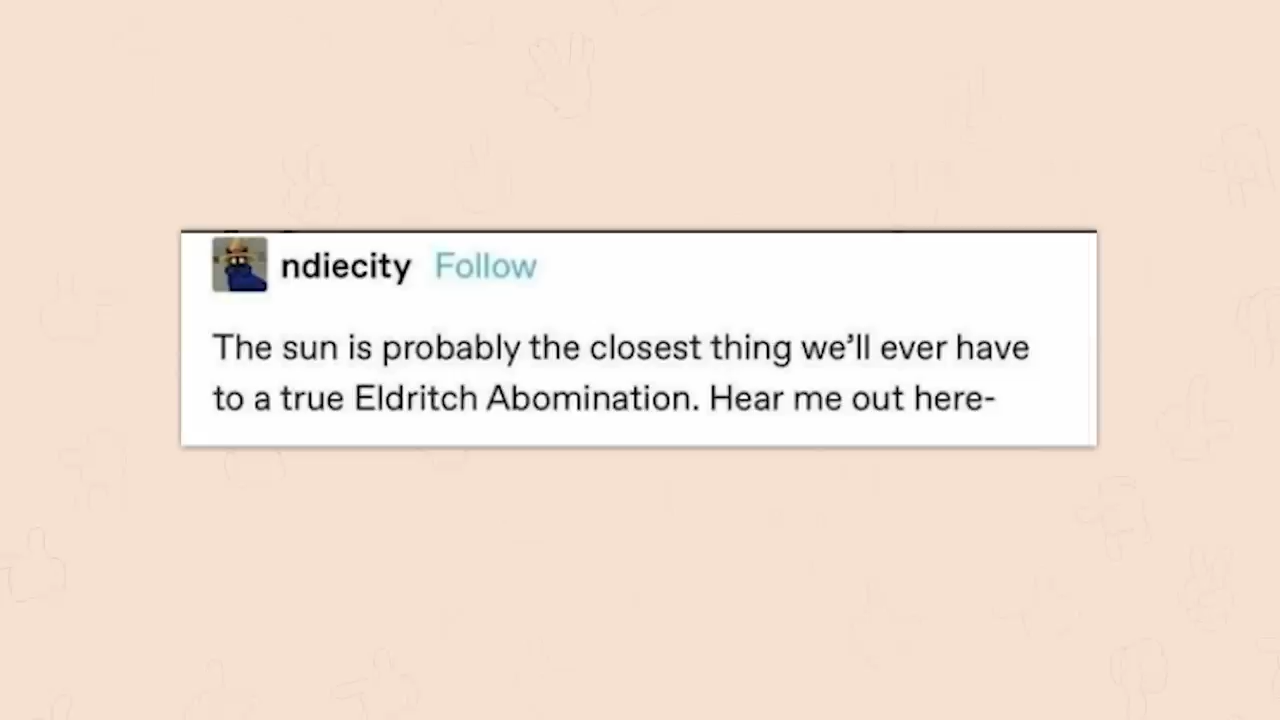 ndiecity Follow
The sun is probably the closest thing we’ll ever have
to a true Eldritch Abomination. Hear me out here-